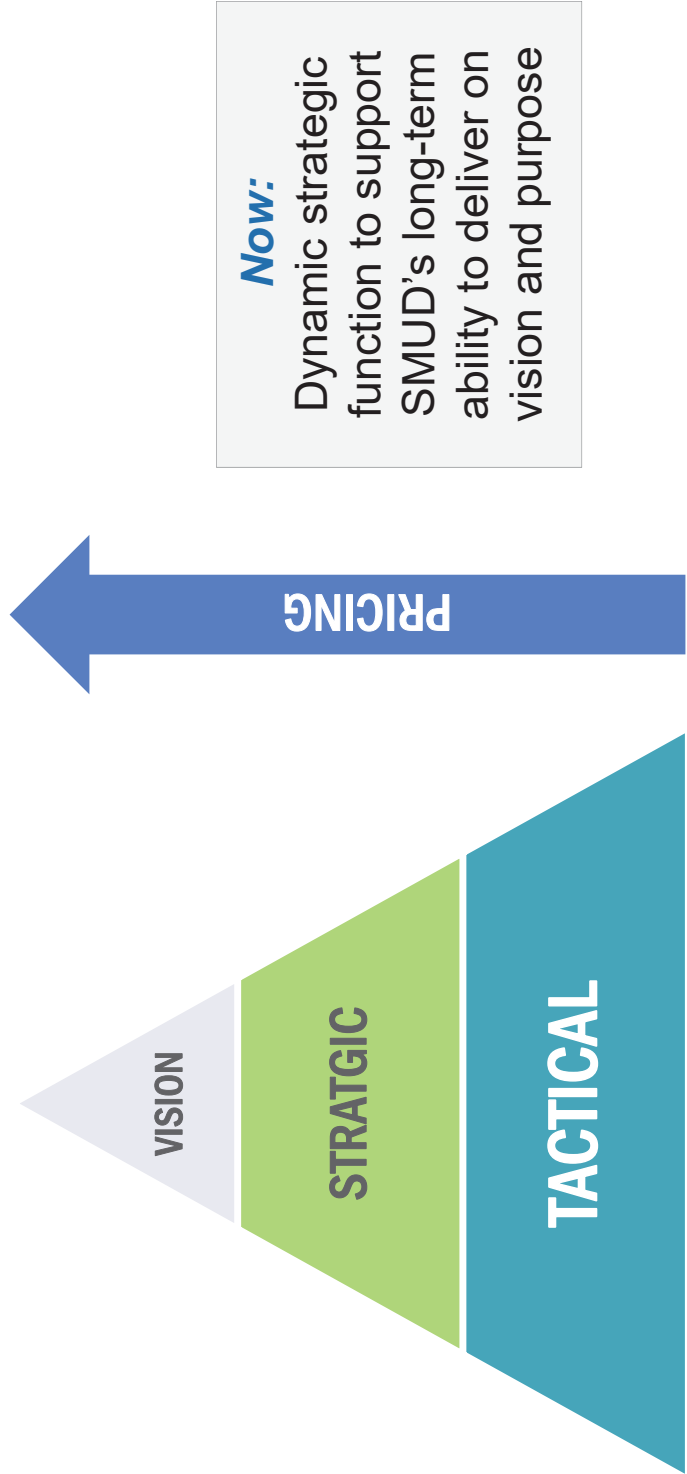 VISION
STRATGIC
TACTICAL
PRICING
Now:
Dynamic strategic
function to support
SMUD’s long-term
ability to deliver on
vision and purpose